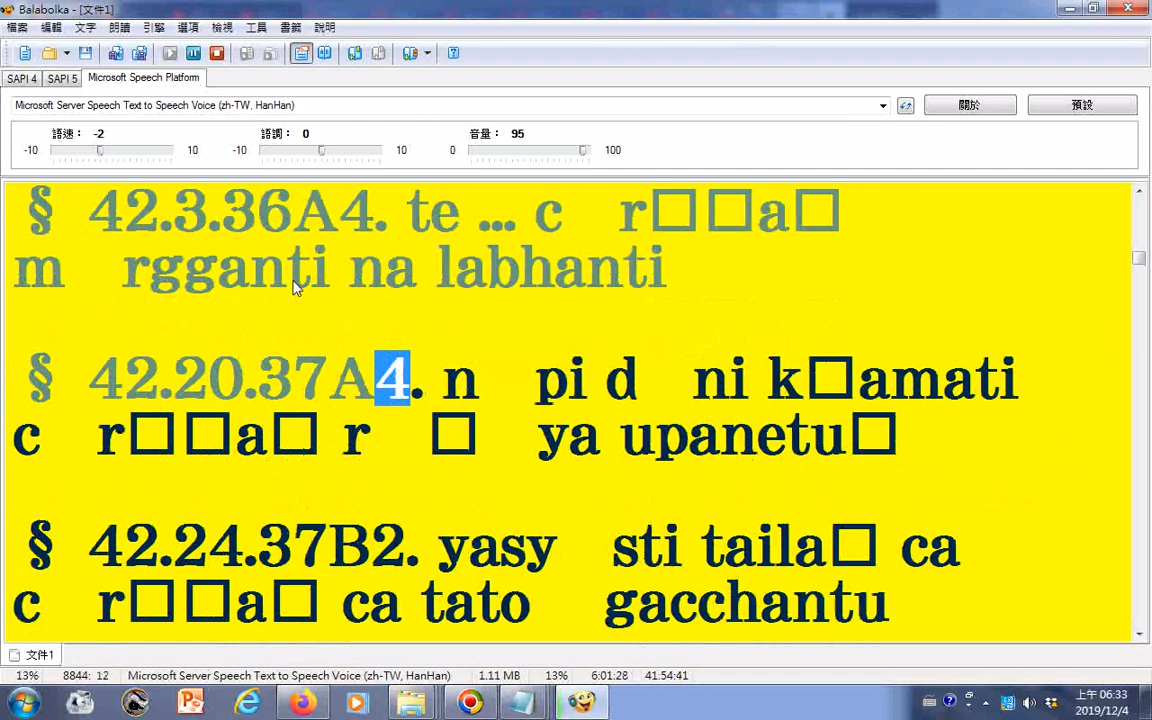 Balabolka - [文件1]
檔案 編輯 文字 朗讀 引擎 選項 檢視 工具 書籤 說明
SAPI 4 SAPI 5 Microsoft Speech Platform
Microsoft Server Speech Text to Speech Voice (zh-TW, HanHan) 關於 預設
語速： -2 語調： 0 音量： 95
-10 10 -10 10 0 100
§ 42.3.36A4. te ... c r□□a□
m rgganti na labhanti
§ 42.20.37A4. n pi d ni k□amati
c r□□a□ r □ ya upanetu□
§ 42.24.37B2. yasy sti taila□ ca
c r□□a□ ca tato gacchantu
文件1
13% 8844: 12 Microsoft Server Speech Text to Speech Voice (zh-TW, HanHan) 1.11 MB 13% 6:01:28 41:54:41
上午 06:33
2019/12/4